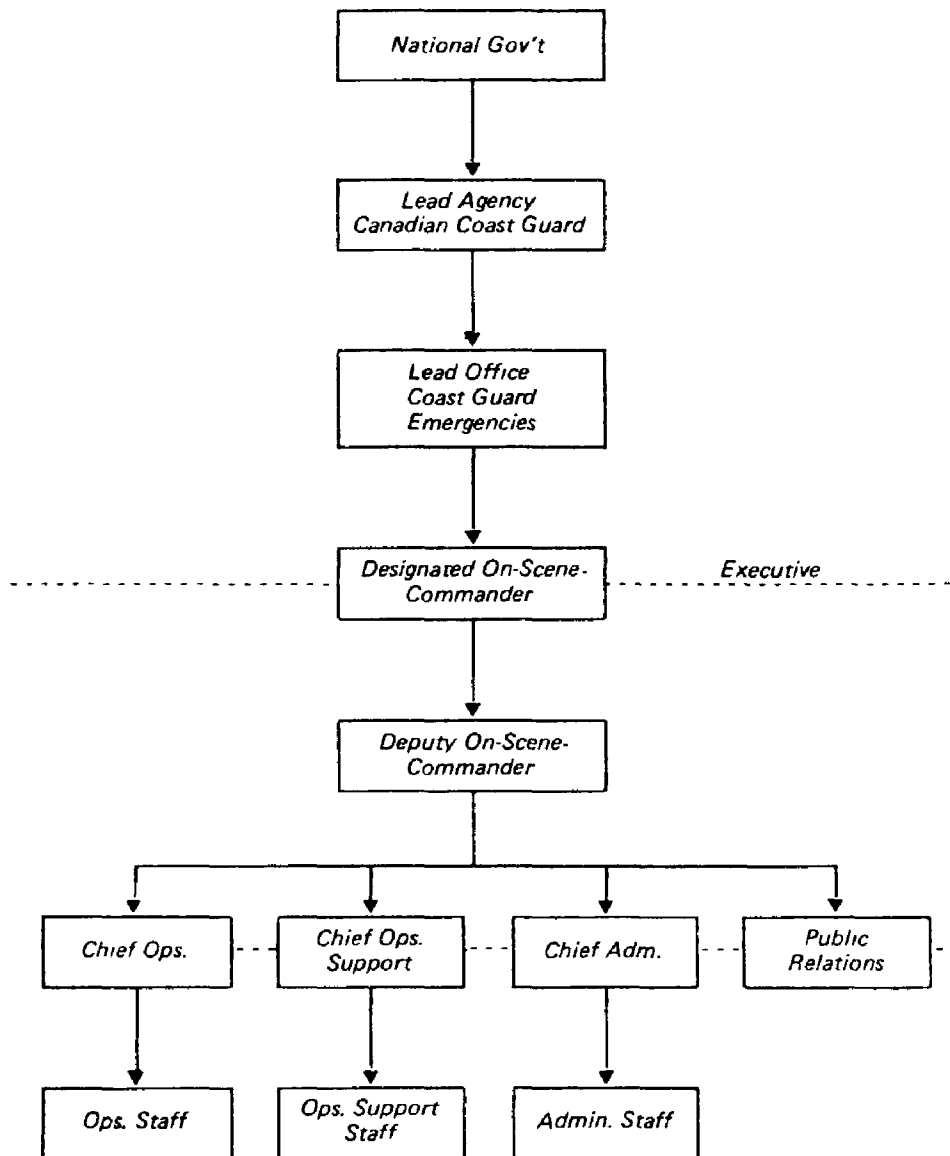 National Gov't
Lead Agency
Canadian Coast Guard
Lead Office
Coast Guard
Emergencies
Designated On-Scene-
Commander
Executive
Deputy On-Scene-
Commander
Chief Ops.
Chief Ops.
Support
Chief Adm.
Public
Relations
Ops. Staff
Ops. Support
Staff
Admin. Staff